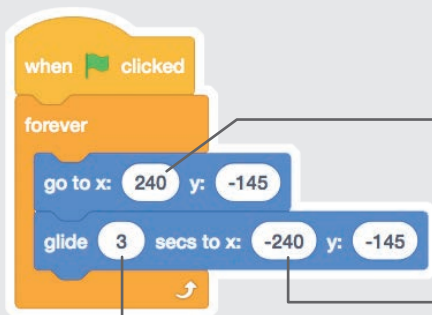 when clicked
forever
go to x: 240 y: -145
glide 3 secs to x: -240 y: -145